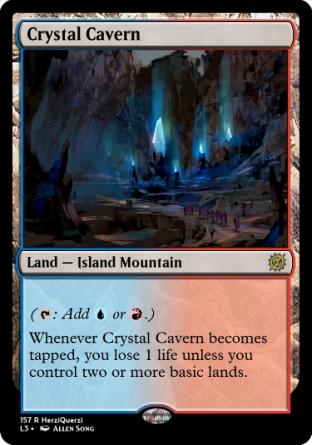 Crystal Cavern
Land — Island Mountain
( : Add or .)
Whenever Crystal Cavern becomes
tapped, you lose 1 life unless you
control two or more basic lands.
157 R HerziQuerzi
L3 • Allen Song